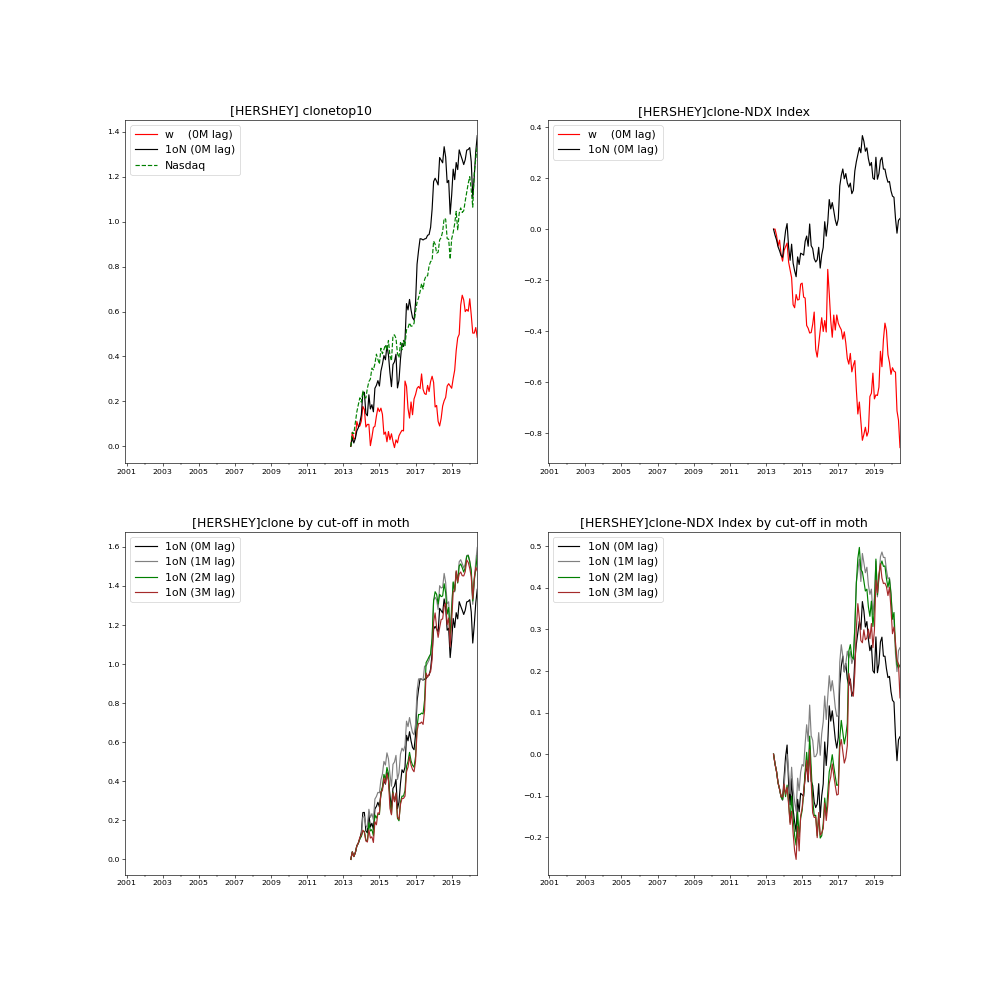 [HERSHEY] clonetop10
w (0M lag)
1oN (0M lag)
Nasdaq
1.4
1.2
1.0
0.8
0.6
0.4
0.2
0.0
2001 2003 2005 2007 2009 2011 2013 2015 2017 2019
[HERSHEY]clone-NDX Index
w (0M lag)
1oN (0M lag)
0.4
0.2
0.0
−0.2
−0.4
−0.6
−0.8
2001 2003 2005 2007 2009 2011 2013 2015 2017 2019
[HERSHEY]clone by cut-off in moth
1oN (0M lag)
1oN (1M lag)
1oN (2M lag)
1oN (3M lag)
1.6
1.4
1.2
1.0
0.8
0.6
0.4
0.2
0.0
2001 2003 2005 2007 2009 2011 2013 2015 2017 2019
[HERSHEY]clone-NDX Index by cut-off in moth
1oN (0M lag)
1oN (1M lag)
1oN (2M lag)
1oN (3M lag)
0.5
0.4
0.3
0.2
0.1
0.0
−0.1
−0.2
2001 2003 2005 2007 2009 2011 2013 2015 2017 2019